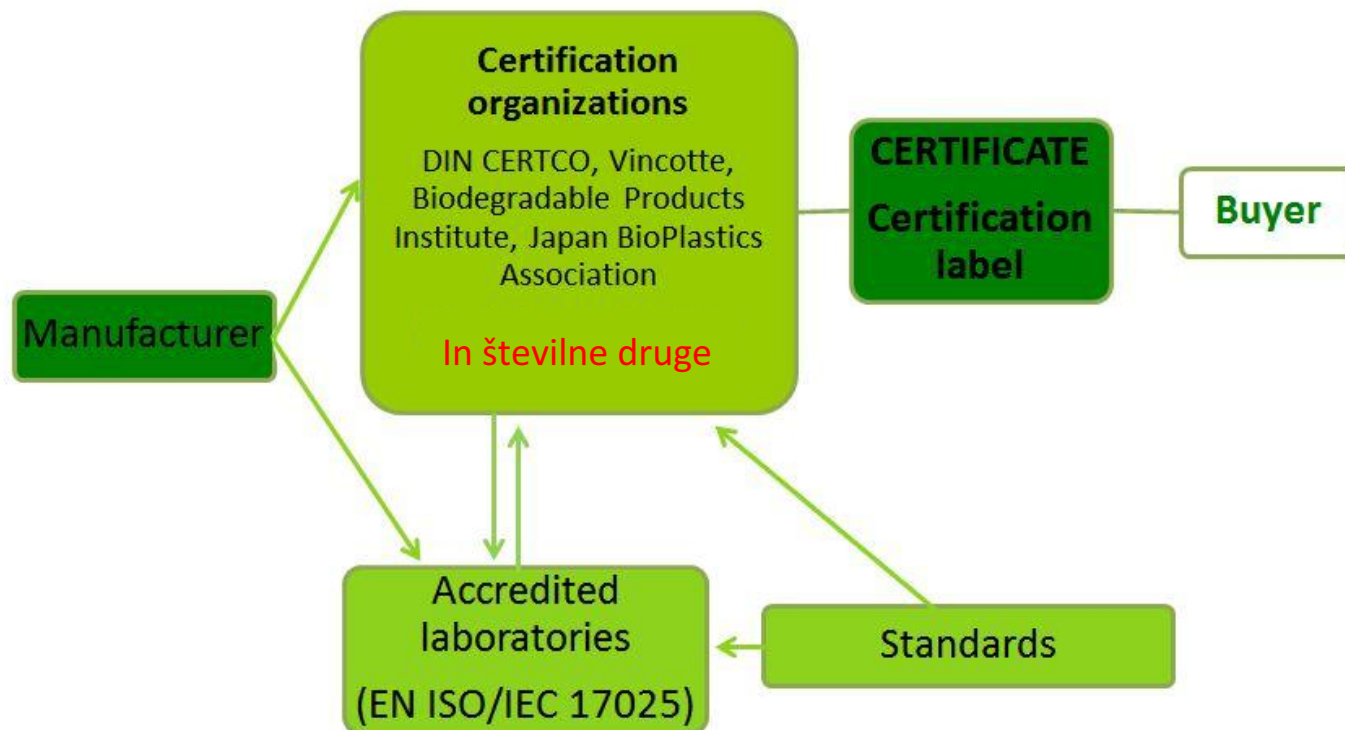 Certification
organizations
DIN CERTCO, Vincotte,
Biodegradable Products
Institute, Japan BioPlastics
Association
In številne druge
CERTIFICATE
Certification
label
Buyer
Manufacturer
Accredited
laboratories
(EN ISO/IEC 17025)
Standards